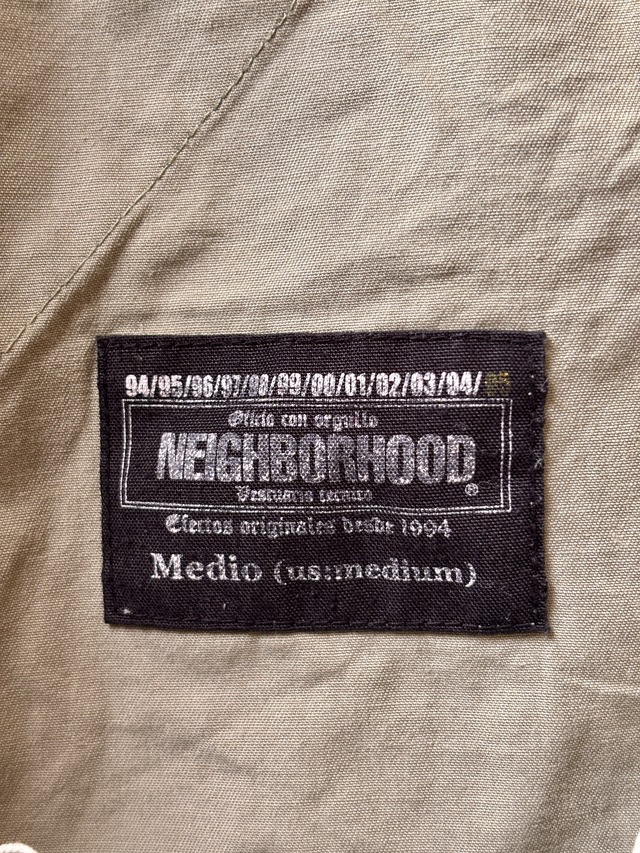 94/95/96/97/98/99/00/01/02/03/04/05
Oficio con orgullo
NEIGHBORHOOD®
Vestuario tecnico
Efectos originales desde 1994
Medio (us:medium)